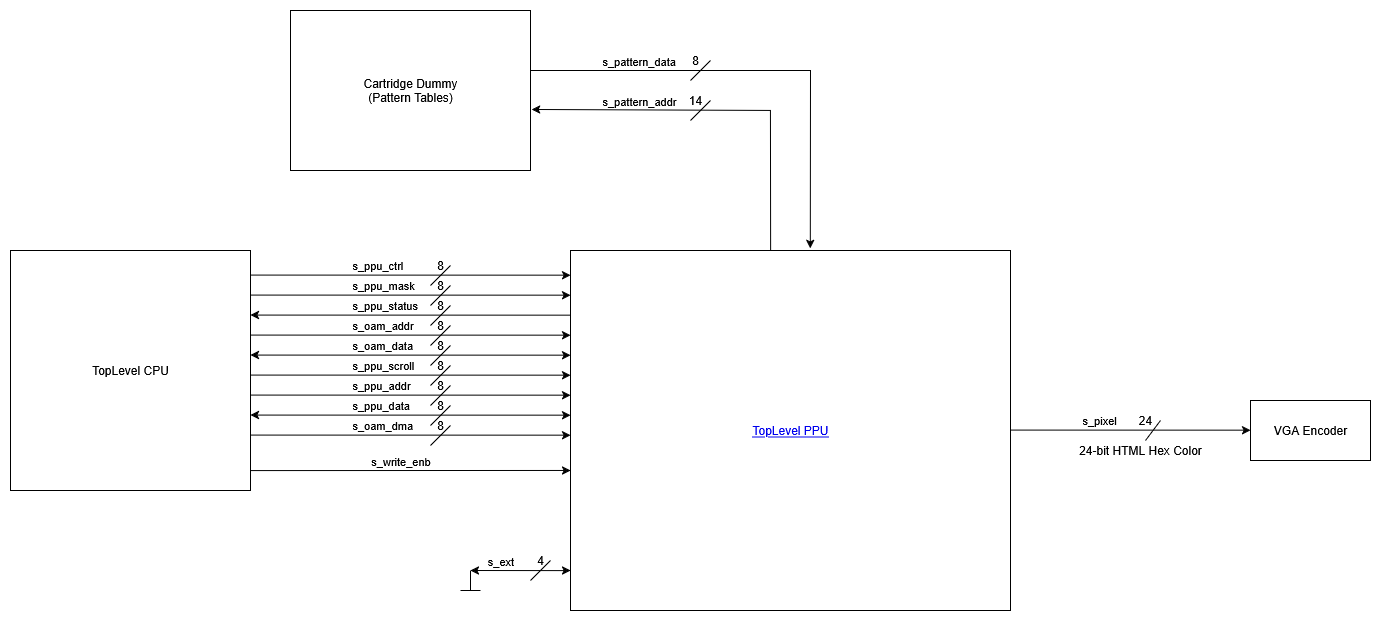 s_pattern_data 8
Cartridge Dummy
(Pattern Tables)
s_pattern_addr 14
s_ppu_ctrl 8
s_ppu_mask 8
s_ppu_status 8
s_oam_addr 8
s_oam_data 8
s_ppu_scroll 8
s_ppu_addr 8
s_ppu_data 8
s_oam_dma 8
s_write_enb
TopLevel CPU
TopLevel PPU
s_pixel 24
24-bit HTML Hex Color
VGA Encoder
s_ext 4